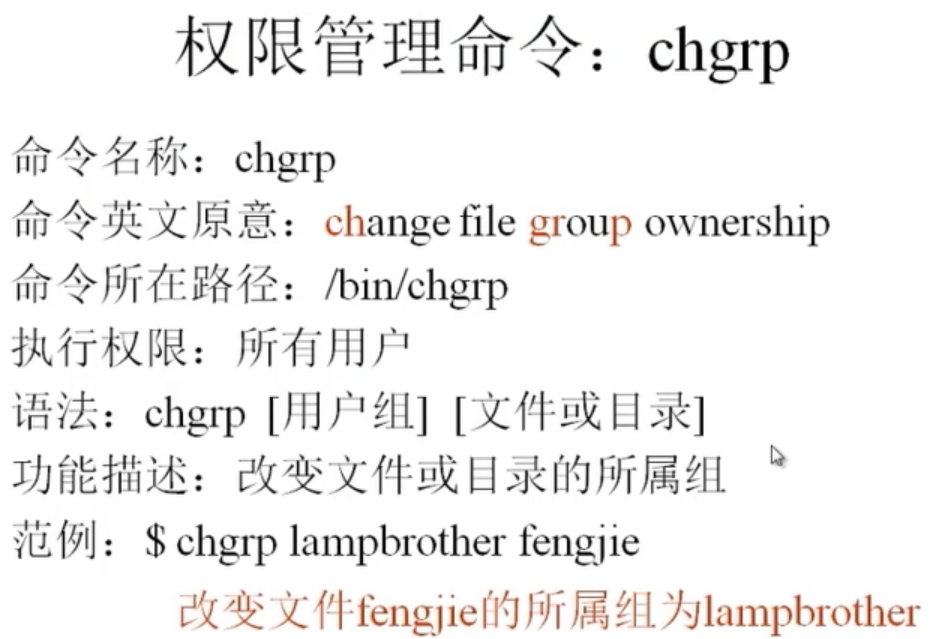 权限管理命令：chgrp
命令名称：chgrp
命令英文原意：change file group ownership
命令所在路径：/bin/chgrp
执行权限：所有用户
语法：chgrp [用户组] [文件或目录]
功能描述：改变文件或目录的所属组
范例：$ chgrp lampbrother fengjie
改变文件fengjie的所属组为lampbrother